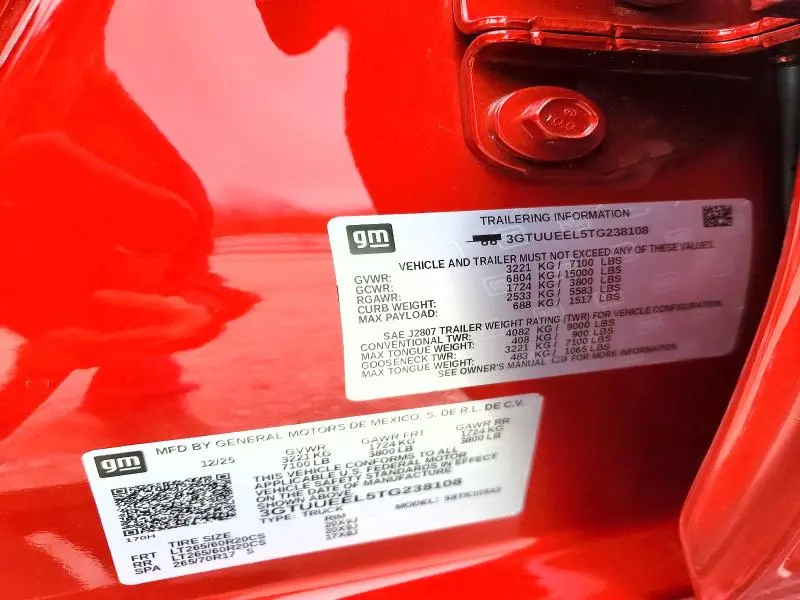 gm
TRAILERING INFORMATION
3GTUUEEL5TG238108
VEHICLE AND TRAILER MUST NOT EXCEED ANY OF THESE VALUES.
GVWR: 3221 KG / 7100 LBS
GCWR: 6804 KG / 15000 LBS
RGAWR: 1724 KG / 3800 LBS
CURB WEIGHT: 2533 KG / 5583 LBS
MAX PAYLOAD: 688 KG / 1517 LBS
SAE J2807 TRAILER WEIGHT RATING (TWR) FOR VEHICLE CONFIGURATION
CONVENTIONAL TWR: 4082 KG / 9000 LBS
MAX TONGUE WEIGHT: 408 KG / 900 LBS
GOOSENECK TWR: 3221 KG / 7100 LBS
MAX TONGUE WEIGHT: 483 KG / 1065 LBS
SEE OWNER'S MANUAL FOR MORE INFORMATION
gm
MFD BY GENERAL MOTORS DE MEXICO, S. DE R.L. DE C.V.
12/25 GVWR GAWR FRT GAWR RR
3221 KG 1724 KG 1724 KG
7100 LB 3800 LB 3800 LB
THIS VEHICLE CONFORMS TO ALL
APPLICABLE U.S. FEDERAL MOTOR
VEHICLE SAFETY STANDARDS IN EFFECT
ON THE DATE OF MANUFACTURE
SHOWN ABOVE.
3GTUUEEL5TG238108
TYPE: TRUCK MODEL:
170H
TIRE SIZE RIM
FRT LT265/60R20CS 20X9J
RR LT265/60R20CS 20X9J
SPA 265/70R17 S 17X8J